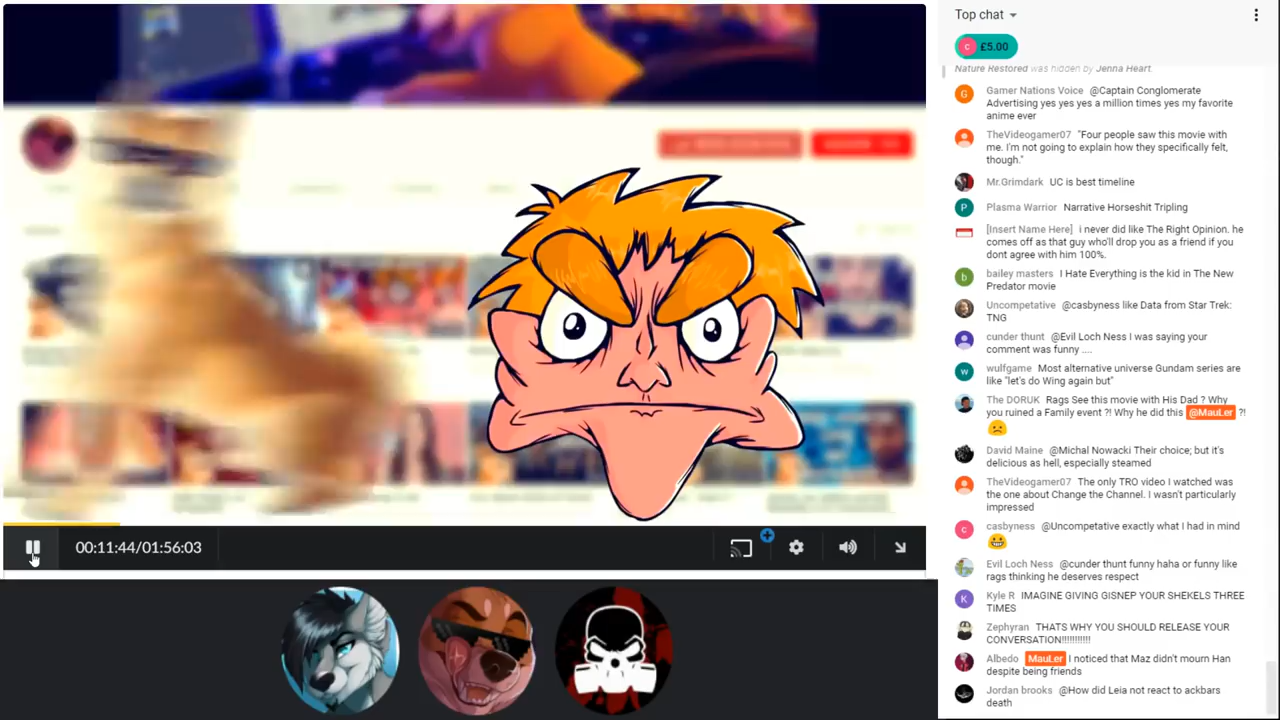 Top chat
C £5.00
Nature Restored was hidden by Jenna Heart.
G Gamer Nations Voice @Captain Conglomerate
Advertising yes yes yes a million times yes my favorite
anime ever
TheVideogamer07 "Four people saw this movie with
me. I'm not going to explain how they specifically felt,
though."
Mr.Grimdark UC is best timeline
P Plasma Warrior Narrative Horseshit Tripling
[Insert Name Here] i never did like The Right Opinion. he
comes off as that guy who'll drop you as a friend if you
dont agree with him 100%.
b bailey masters I Hate Everything is the kid in The New
Predator movie
Uncompetative @casbyness like Data from Star Trek:
TNG
cunder thunt @Evil Loch Ness I was saying your
comment was funny ....
w wulfgame Most alternative universe Gundam series are
like "let's do Wing again but"
The DORUK Rags See this movie with His Dad ? Why
you ruined a Family event ?! Why he did this @MauLer ?!
David Maine @Michal Nowacki Their choice; but it's
delicious as hell, especially steamed
TheVideogamer07 The only TRO video I watched was
the one about Change the Channel. I wasn't particularly
impressed
c casbyness @Uncompetative exactly what I had in mind
Evil Loch Ness @cunder thunt funny haha or funny like
rags thinking he deserves respect
K Kyle R IMAGINE GIVING GISNEP YOUR SHEKELS THREE
TIMES
Zephyran THATS WHY YOU SHOULD RELEASE YOUR
CONVERSATION!!!!!!!!!!!
Albedo MauLer I noticed that Maz didn't mourn Han
despite being friends
Jordan brooks @How did Leia not react to ackbars
death
00:11:44/01:56:03